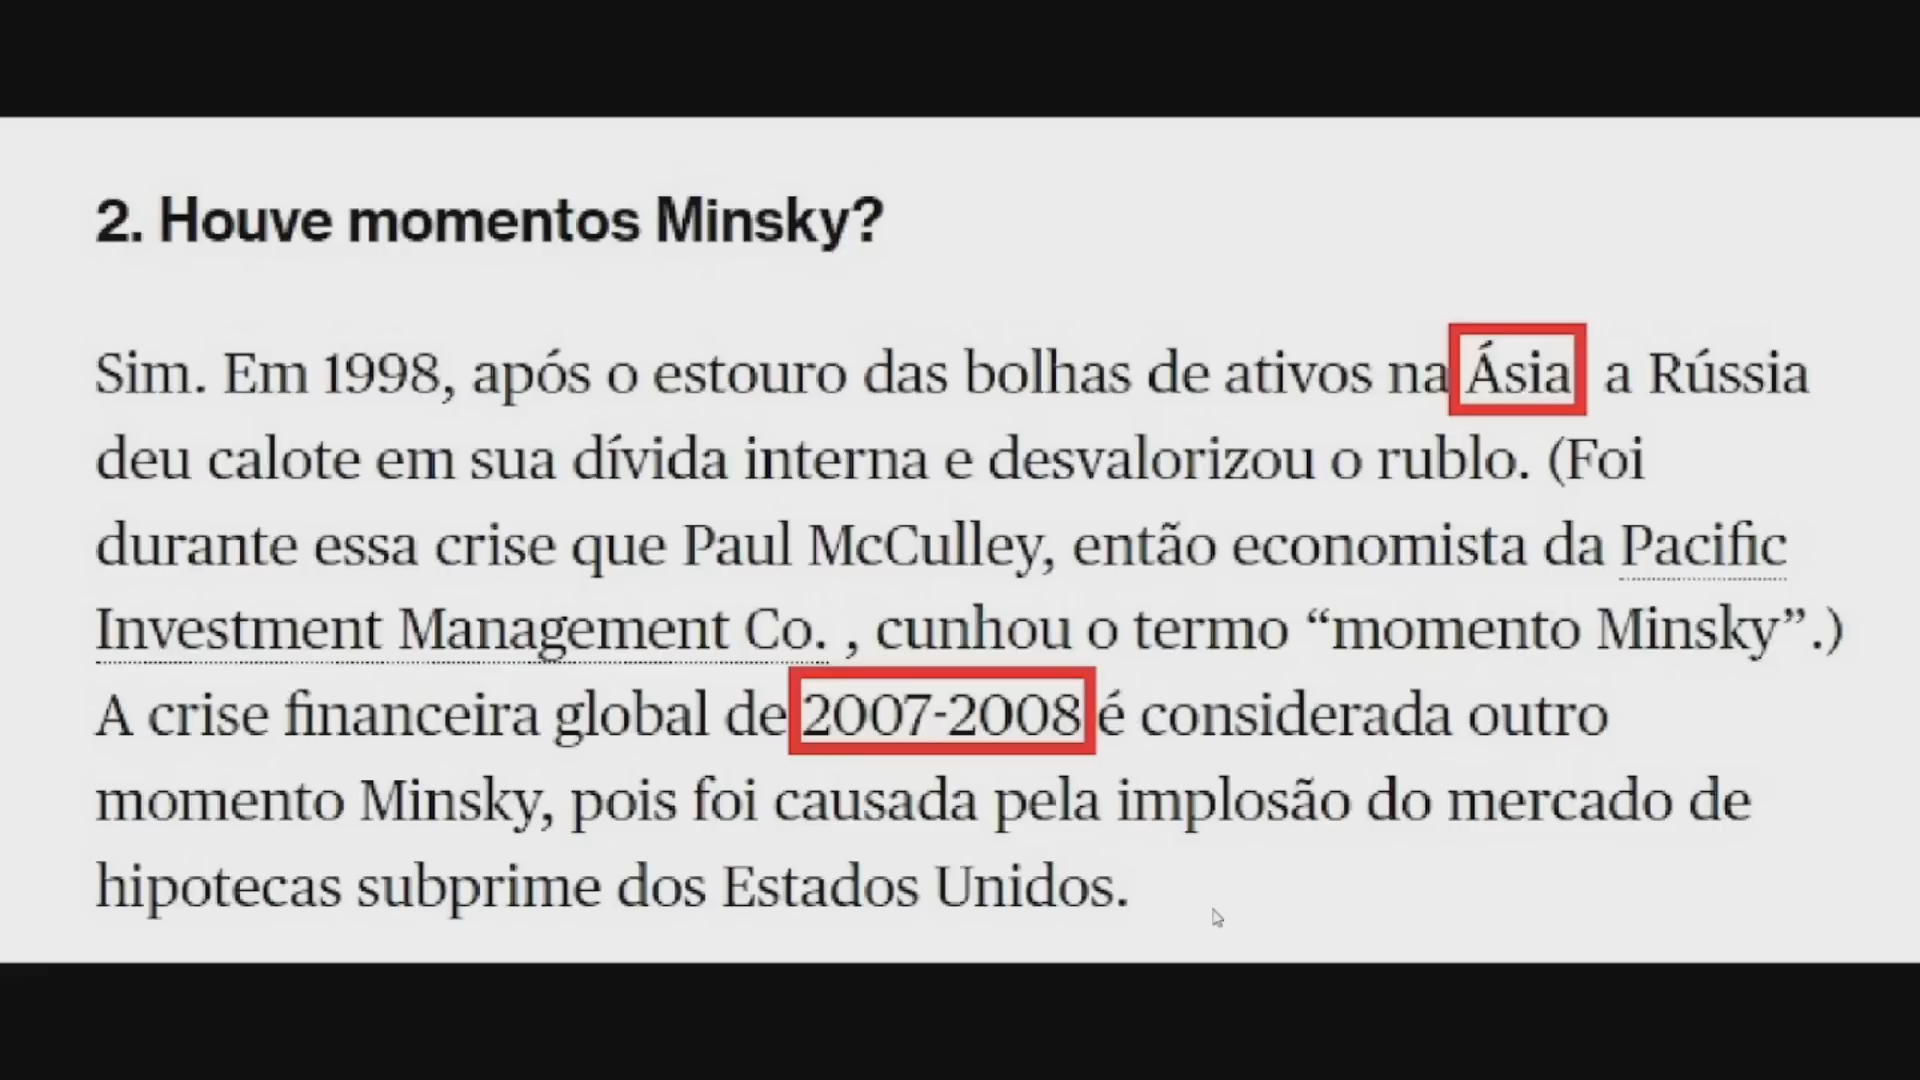 2. Houve momentos Minsky?
Sim. Em 1998, após o estouro das bolhas de ativos na Ásia a Rússia
deu calote em sua dívida interna e desvalorizou o rublo. (Foi
durante essa crise que Paul McCulley, então economista da Pacific
Investment Management Co. , cunhou o termo “momento Minsky”.)
A crise financeira global de 2007-2008 é considerada outro
momento Minsky, pois foi causada pela implosão do mercado de
hipotecas subprime dos Estados Unidos.